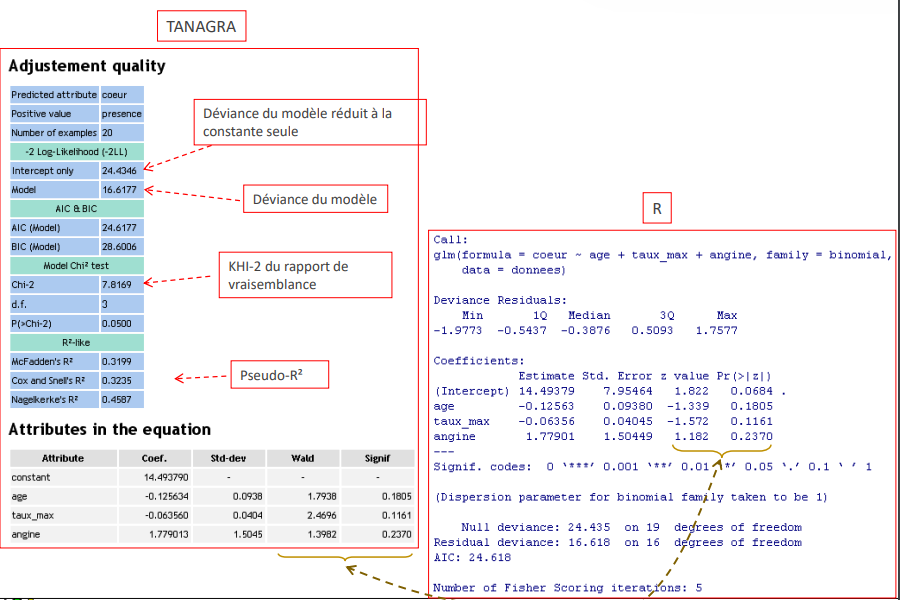 TANAGRA
Adjustement quality
Predicted attribute coeur
Positive value presence
Number of examples 20
-2 Log-Likelihood (-2LL)
Intercept only 24.4346
Model 16.6177
AIC & BIC
AIC (Model) 24.6177
BIC (Model) 28.6006
Model Chi² test
Chi-2 7.8169
d.f. 3
P(>Chi-2) 0.0500
R²-like
McFadden's R² 0.3199
Cox and Snell's R² 0.3235
Nagelkerke's R² 0.4587
Déviance du modèle réduit à la
constante seule
Déviance du modèle
KHI-2 du rapport de
vraisemblance
Pseudo-R²
Attributes in the equation
Attribute Coef. Std-dev Wald Signif
constant 14.493790 - - -
age -0.125634 0.0938 1.7938 0.1805
taux_max -0.063560 0.0404 2.4696 0.1161
angine 1.779013 1.5045 1.3982 0.2370
R
Call:
glm(formula = coeur ~ age + taux_max + angine, family = binomial,
data = donnees)
Deviance Residuals:
Min 1Q Median 3Q Max
-1.9773 -0.5437 -0.3876 0.5093 1.7577
Coefficients:
Estimate Std. Error z value Pr(>|z|)
(Intercept) 14.49379 7.95464 1.822 0.0684 .
age -0.12563 0.09380 -1.339 0.1805
taux_max -0.06356 0.04045 -1.572 0.1161
angine 1.77901 1.50449 1.182 0.2370
---
Signif. codes: 0 ‘***’ 0.001 ‘**’ 0.01 ‘*’ 0.05 ‘.’ 0.1 ‘ ’ 1
(Dispersion parameter for binomial family taken to be 1)
Null deviance: 24.435 on 19 degrees of freedom
Residual deviance: 16.618 on 16 degrees of freedom
AIC: 24.618
Number of Fisher Scoring iterations: 5